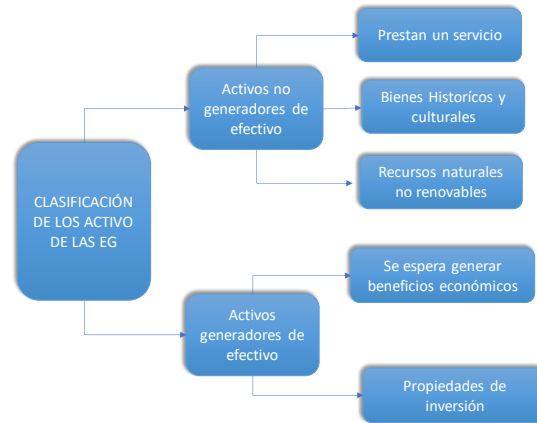 Prestan un servicio
Activos no
generadores de
efectivo
Bienes Historícos y
culturales
Recursos naturales
no renovables
CLASIFICACIÓN
DE LOS ACTIVO
DE LAS EG
Se espera generar
beneficios económicos
Activos
generadores de
efectivo
Propiedades de
inversión